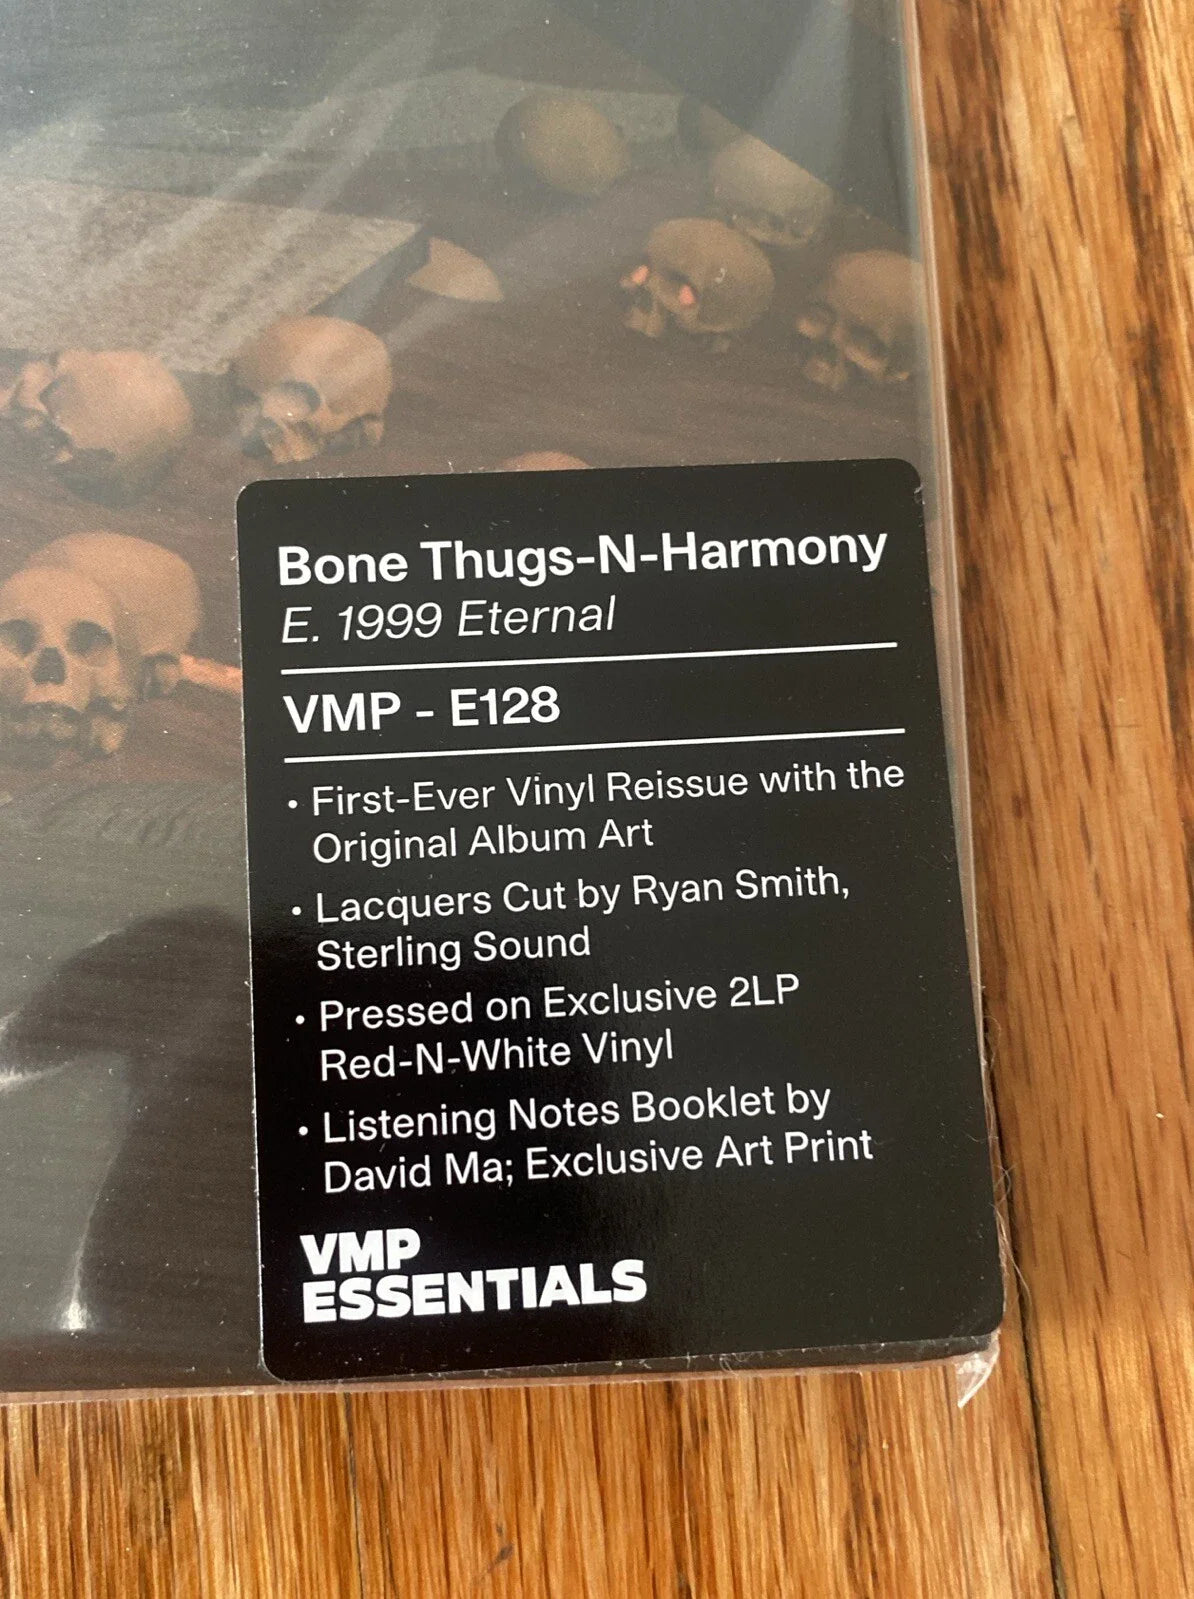 Bone Thugs-N-Harmony
E. 1999 Eternal
VMP - E128
• First-Ever Vinyl Reissue with the
Original Album Art
• Lacquers Cut by Ryan Smith,
Sterling Sound
• Pressed on Exclusive 2LP
Red-N-White Vinyl
• Listening Notes Booklet by
David Ma; Exclusive Art Print
VMP
ESSENTIALS